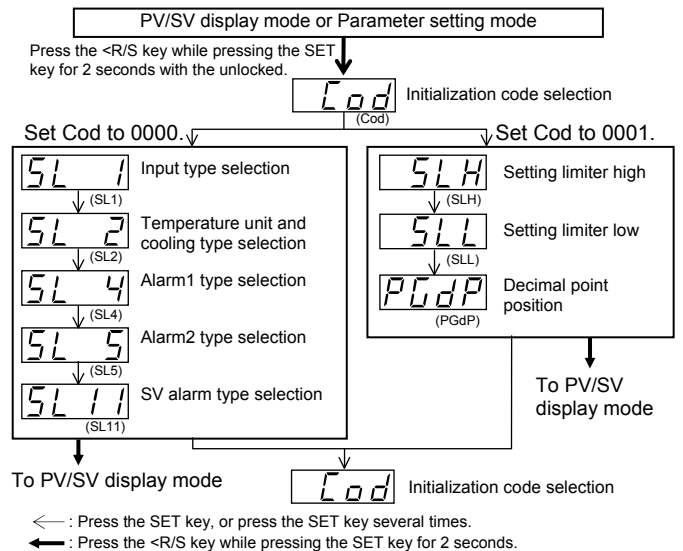 PV/SV display mode or Parameter setting mode
Press the <R/S key while pressing the SET
key for 2 seconds with the unlocked.
Cod
Initialization code selection
(Cod)
Set Cod to 0000.
Set Cod to 0001.
SL 1
Input type selection
(SL1)
SL 2
Temperature unit and
cooling type selection
(SL2)
SL 4
Alarm1 type selection
(SL4)
SL 5
Alarm2 type selection
(SL5)
SL 11
SV alarm type selection
(SL11)
SLH
Setting limiter high
(SLH)
SLL
Setting limiter low
(SLL)
PGdP
Decimal point
position
(PGdP)
To PV/SV
display mode
To PV/SV display mode
Cod
Initialization code selection
: Press the SET key, or press the SET key several times.
: Press the <R/S key while pressing the SET key for 2 seconds.